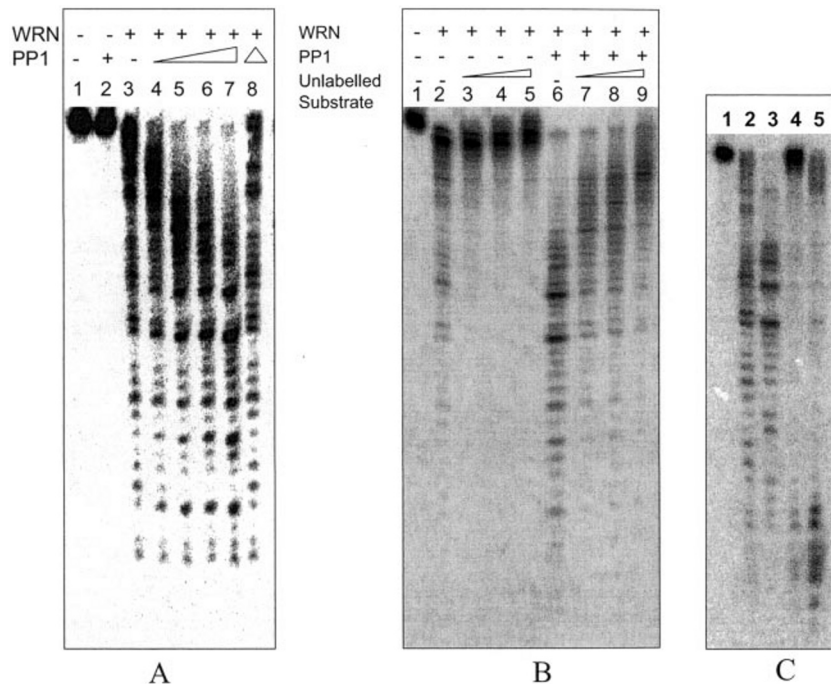 WRN - - + + + + + +
PP1 - +
1 2 3 4 5 6 7 8
A
WRN - + + + + + + + +
PP1 - - - - - + + + +
Unlabelled
Substrate - - -
1 2 3 4 5 6 7 8 9
B
1 2 3 4 5
C